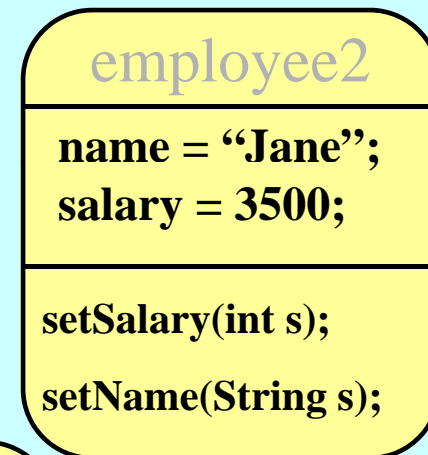 employee2
name = “Jane”;
salary = 3500;
setSalary(int s);
setName(String s);